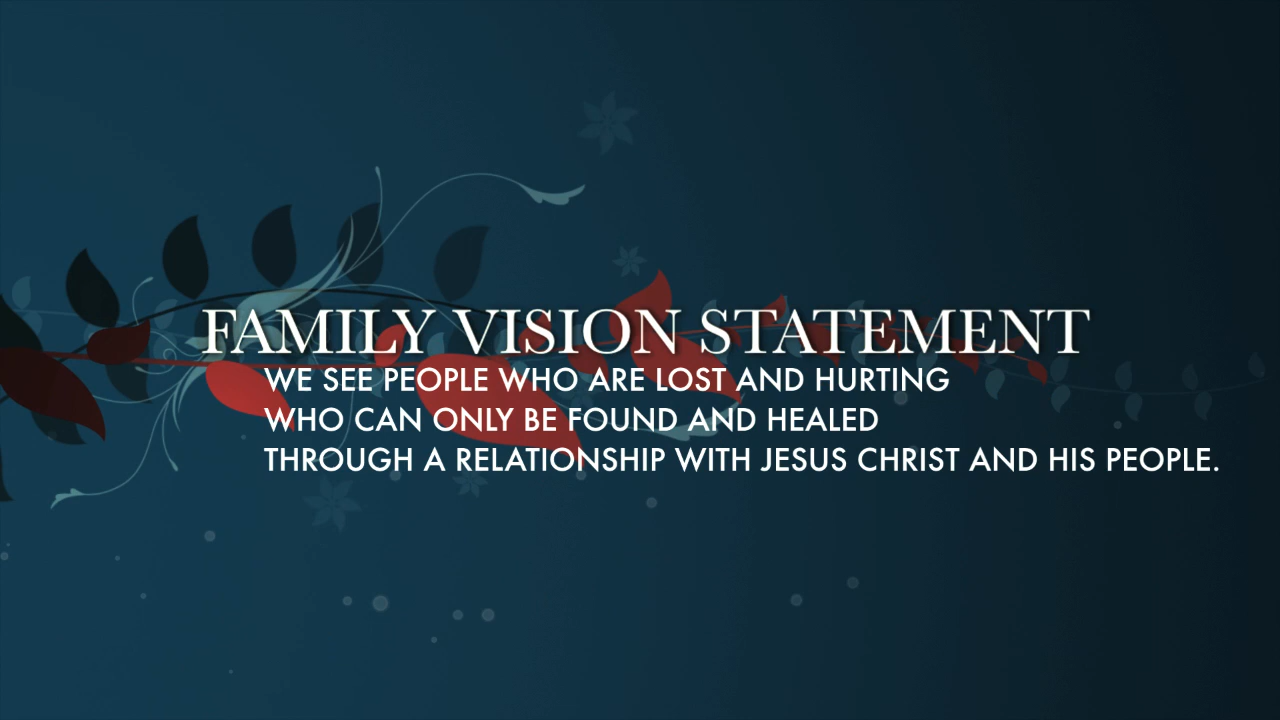 FAMILY VISION STATEMENT
WE SEE PEOPLE WHO ARE LOST AND HURTING
WHO CAN ONLY BE FOUND AND HEALED
THROUGH A RELATIONSHIP WITH JESUS CHRIST AND HIS PEOPLE.